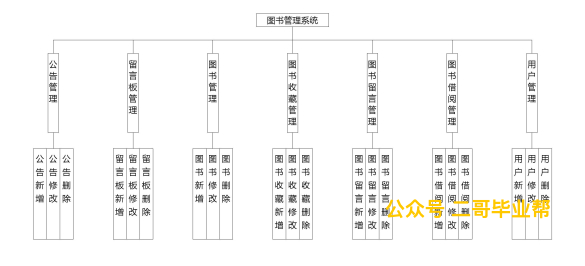 图书管理系统
公告管理
留言板管理
图书管理
图书收藏管理
图书留言管理
图书借阅管理
用户管理
公告新增
公告修改
公告删除
留言板新增
留言板修改
留言板删除
图书新增
图书修改
图书删除
图书收藏新增
图书收藏修改
图书收藏删除
图书留言新增
图书留言修改
图书留言删除
图书借阅新增
图书借阅修改
图书借阅删除
用户新增
用户修改
用户删除
公众号 二哥毕业帮